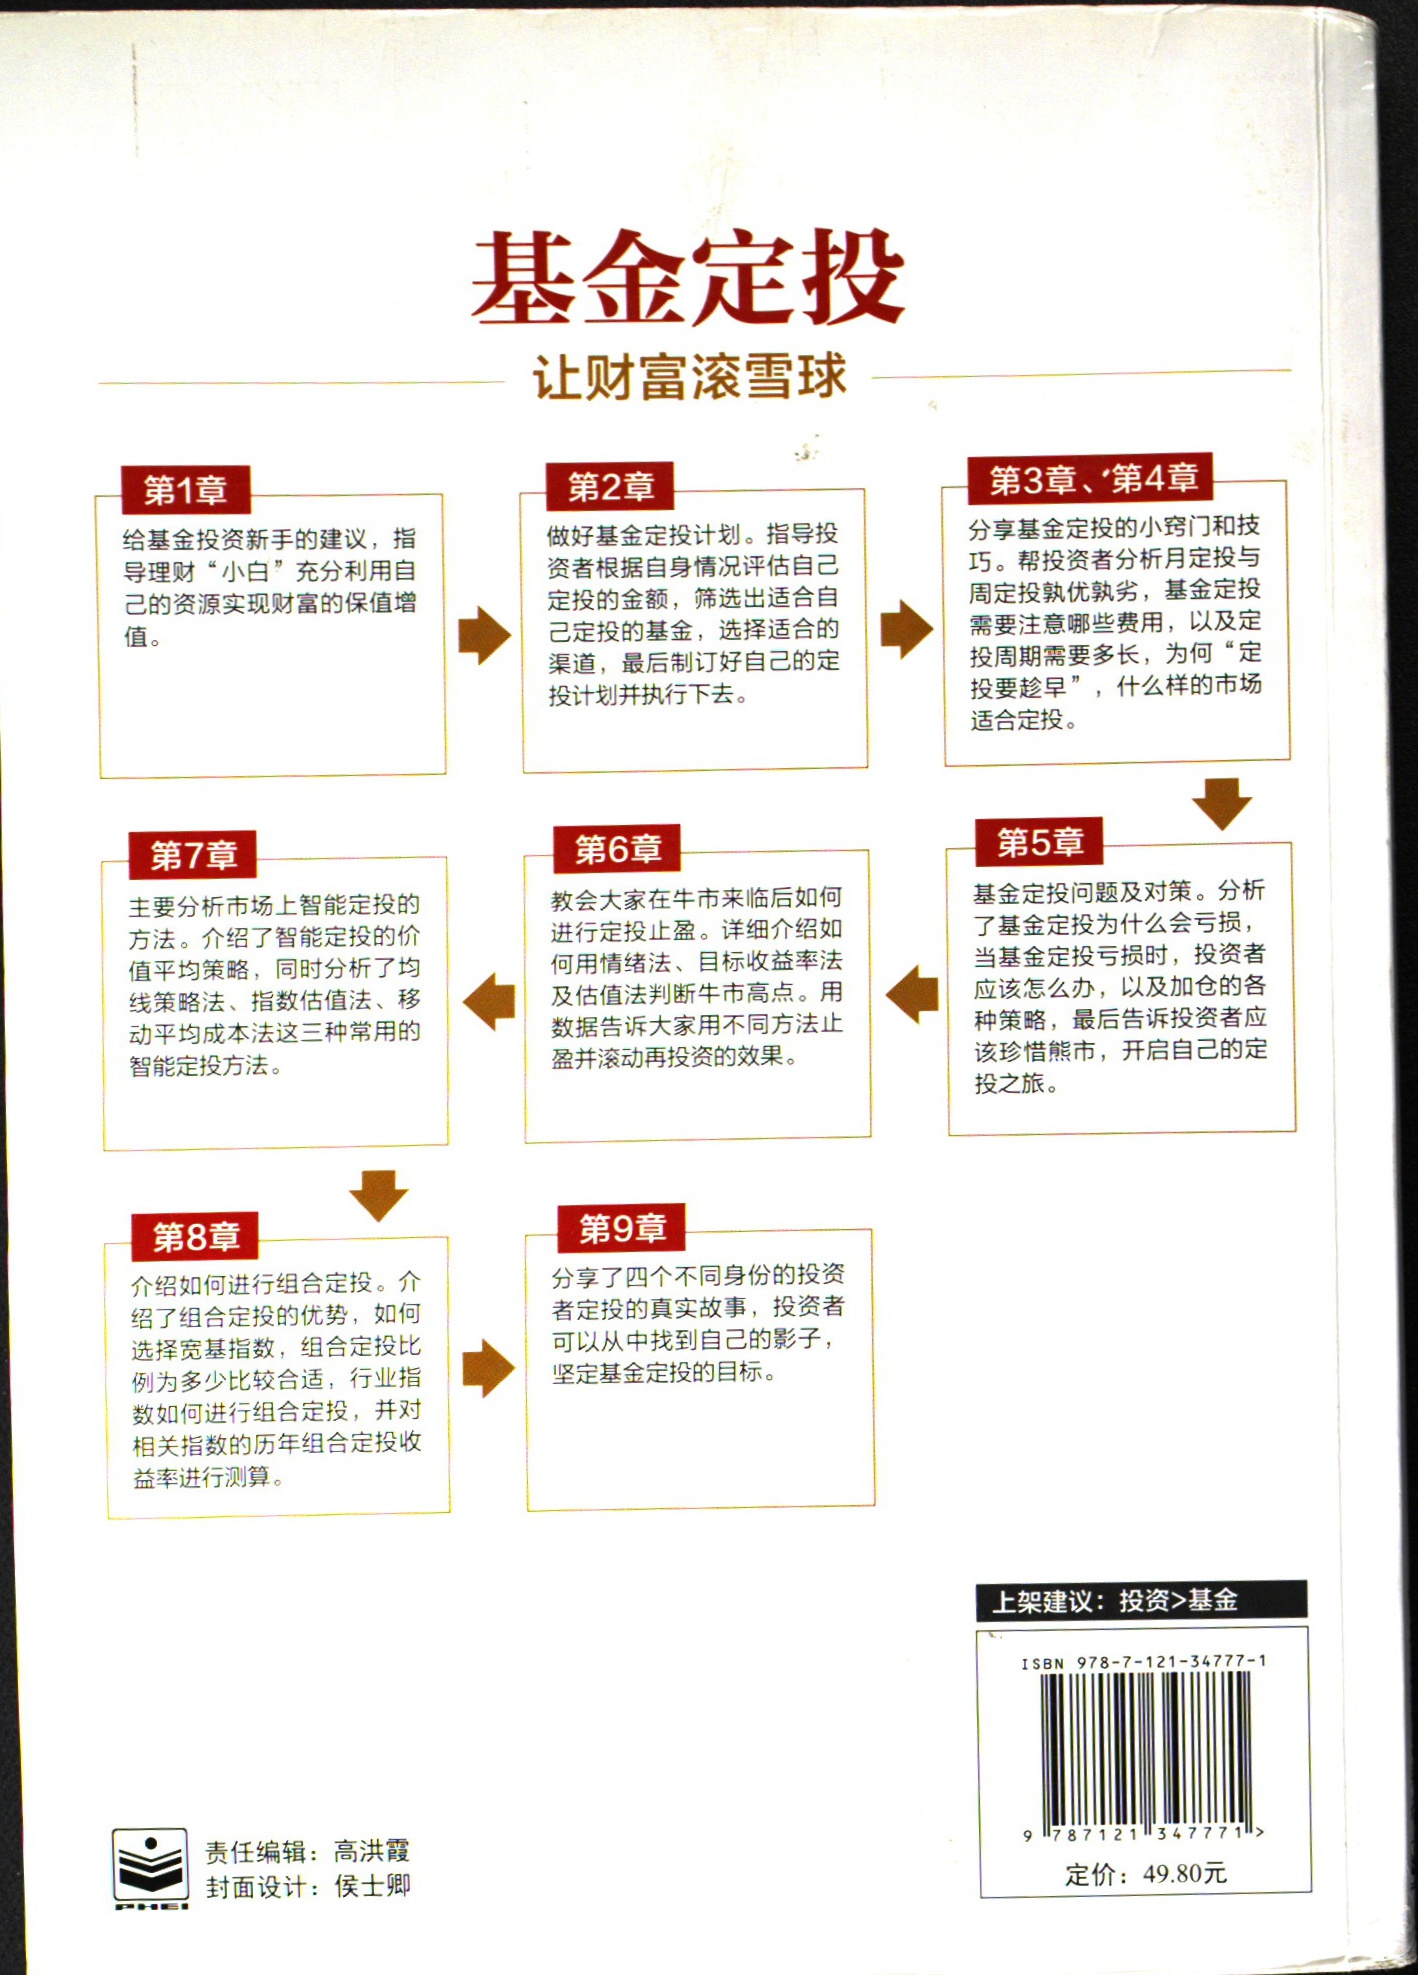 基金定投
让财富滚雪球
第1章
给基金投资新手的建议，指
导理财“小白”充分利用自
己的资源实现财富的保值增
值。
第2章
做好基金定投计划。指导投
资者根据自身情况评估自己
定投的金额，筛选出适合自
己定投的基金，选择适合的
渠道，最后制订好自己的定
投计划并执行下去。
第3章、第4章
分享基金定投的小窍门和技
巧。帮投资者分析月定投与
周定投孰优孰劣，基金定投
需要注意哪些费用，以及定
投周期需要多长，为何“定
投要趁早”，什么样的市场
适合定投。
第5章
基金定投问题及对策。分析
了基金定投为什么会亏损，
当基金定投亏损时，投资者
应该怎么办，以及加仓的各
种策略，最后告诉投资者应
该珍惜熊市，开启自己的定
投之旅。
第6章
教会大家在牛市来临后如何
进行定投止盈。详细介绍如
何用情绪法、目标收益率法
及估值法判断牛市高点。用
数据告诉大家用不同方法止
盈并滚动再投资的效果。
第7章
主要分析市场上智能定投的
方法。介绍了智能定投的价
值平均策略，同时分析了均
线策略法、指数估值法、移
动平均成本法这三种常用的
智能定投方法。
第8章
介绍如何进行组合定投。介
绍了组合定投的优势，如何
选择宽基指数，组合定投比
例为多少比较合适，行业指
数如何进行组合定投，并对
相关指数的历年组合定投收
益率进行测算。
第9章
分享了四个不同身份的投资
者定投的真实故事，投资者
可以从中找到自己的影子，
坚定基金定投的目标。
上架建议：投资>基金
ISBN 978-7-121-34777-1
9 787121 347771 >
定价：49.80元
PHEI
责任编辑：高洪霞
封面设计：侯士卿